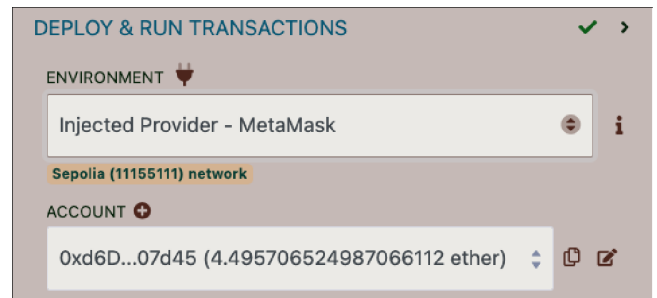 DEPLOY & RUN TRANSACTIONS
ENVIRONMENT
Injected Provider - MetaMask
Sepolia (11155111) network
ACCOUNT
0xd6D...07d45 (4.495706524987066112 ether)